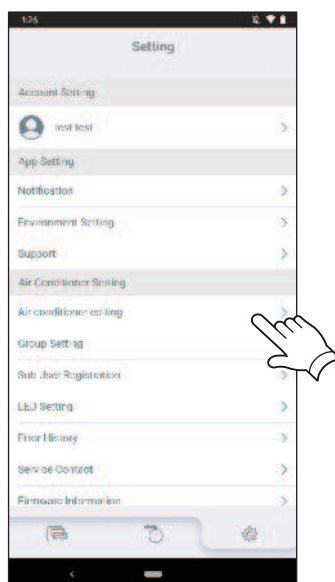 1:26
Setting
Account Setting
test test
App Setting
Notification
Environment Setting
Support
Air Conditioner Setting
Air conditioner editing
Group Setting
Sub User Registration
LED Setting
Error History
Service Contact
Firmware Information